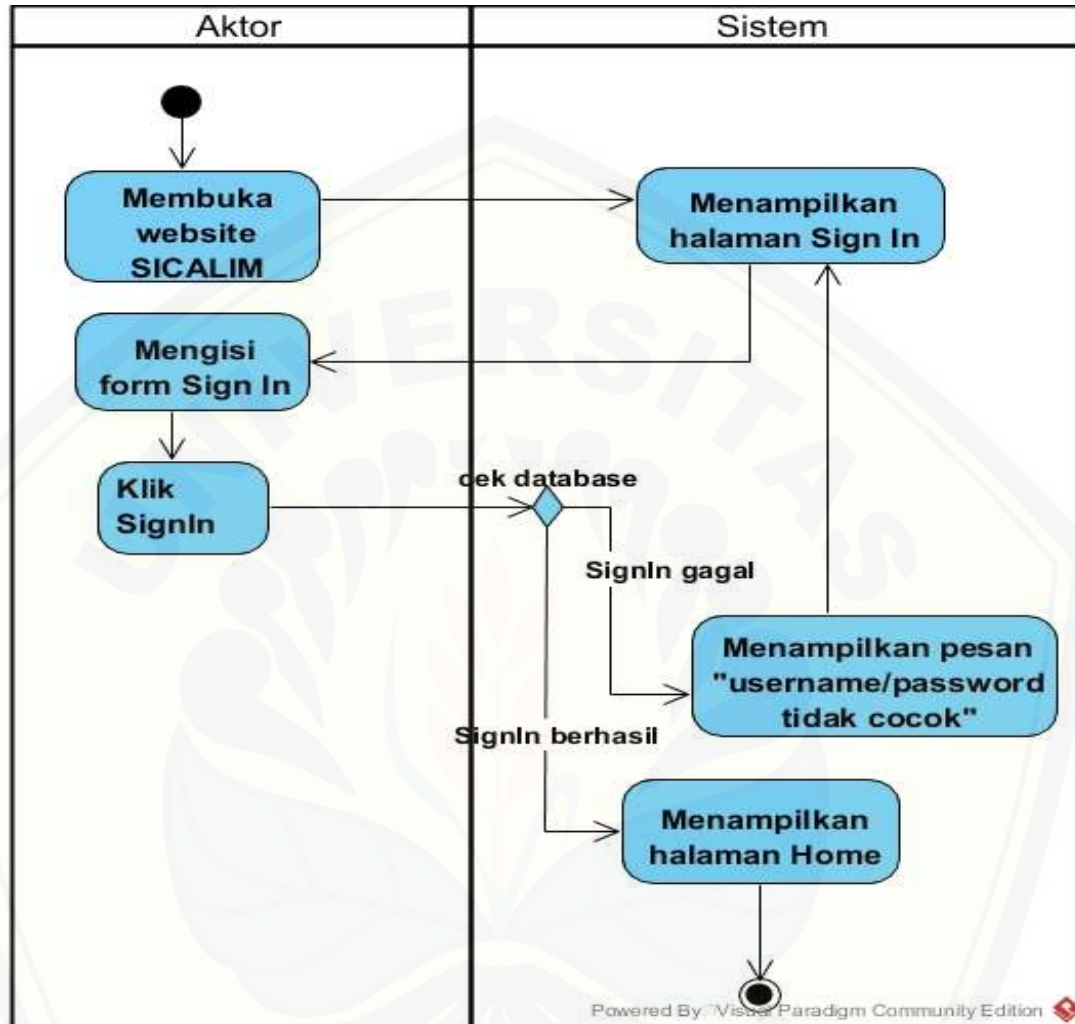 Aktor
Sistem
Membuka
website
SICALIM
Menampilkan
halaman Sign In
Mengisi
form Sign In
Klik
SignIn
cek database
SignIn gagal
Menampilkan pesan
"username/password
tidak cocok"
SignIn berhasil
Menampilkan
halaman Home
Powered By Visual Paradigm Community Edition
UNIVERSITAS